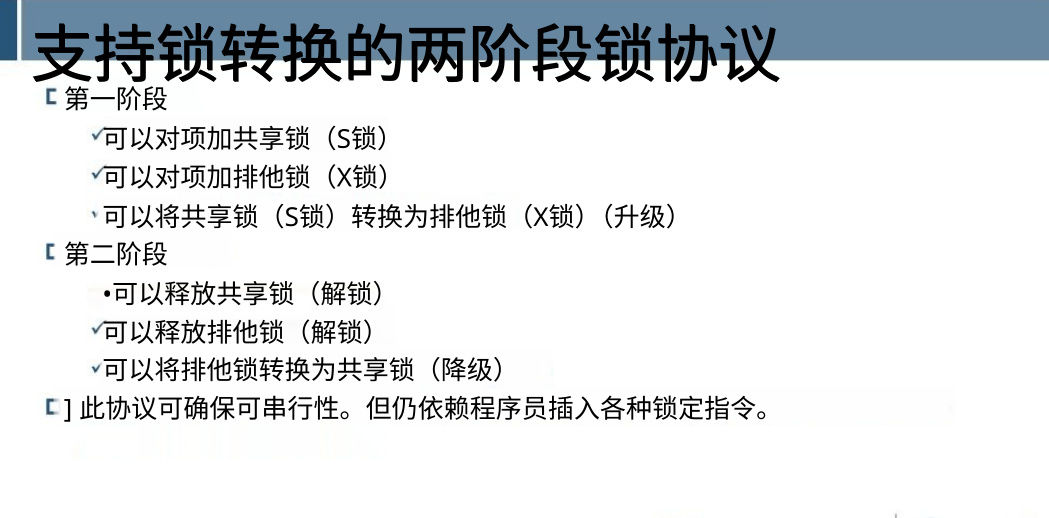 支持锁转换的两阶段锁协议
第一阶段
可以对项加共享锁（S锁）
可以对项加排他锁（X锁）
可以将共享锁（S锁）转换为排他锁（X锁）（升级）
第二阶段
•可以释放共享锁（解锁）
可以释放排他锁（解锁）
可以将排他锁转换为共享锁（降级）
] 此协议可确保可串行性。但仍依赖程序员插入各种锁定指令。